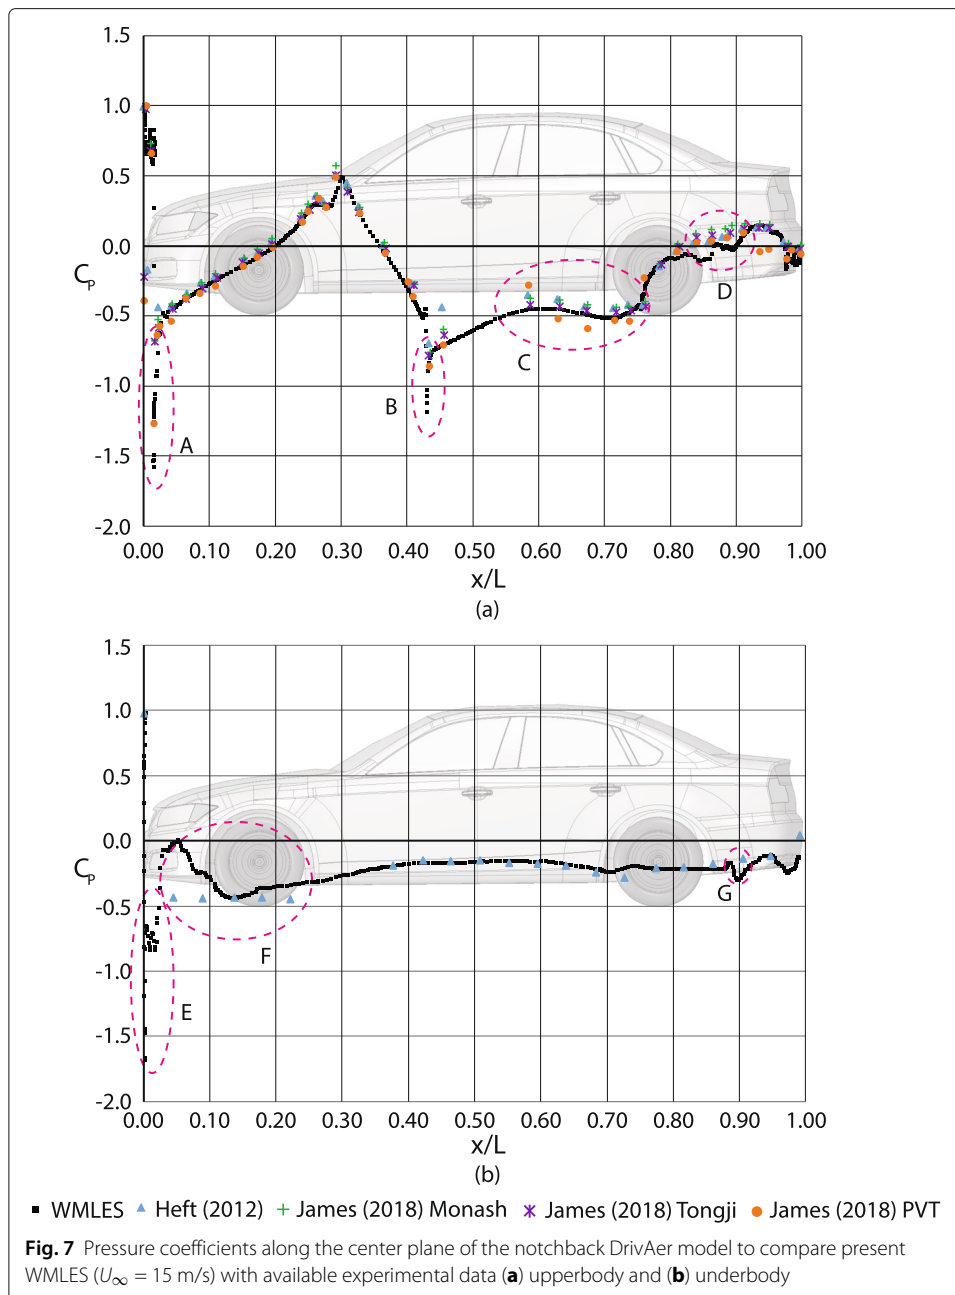 1.5
1.0
0.5
0.0
Cp
-0.5
-1.0
-1.5
-2.0
A
B
C
D
0.00 0.10 0.20 0.30 0.40 0.50 0.60 0.70 0.80 0.90 1.00
x/L
(a)
1.5
1.0
0.5
0.0
Cp
-0.5
-1.0
-1.5
-2.0
E
F
G
0.00 0.10 0.20 0.30 0.40 0.50 0.60 0.70 0.80 0.90 1.00
x/L
(b)
WMLES Heft (2012) James (2018) Monash James (2018) Tongji James (2018) PVT
Fig. 7 Pressure coefficients along the center plane of the notchback DrivAer model to compare present
WMLES (U∞ = 15 m/s) with available experimental data (a) upperbody and (b) underbody